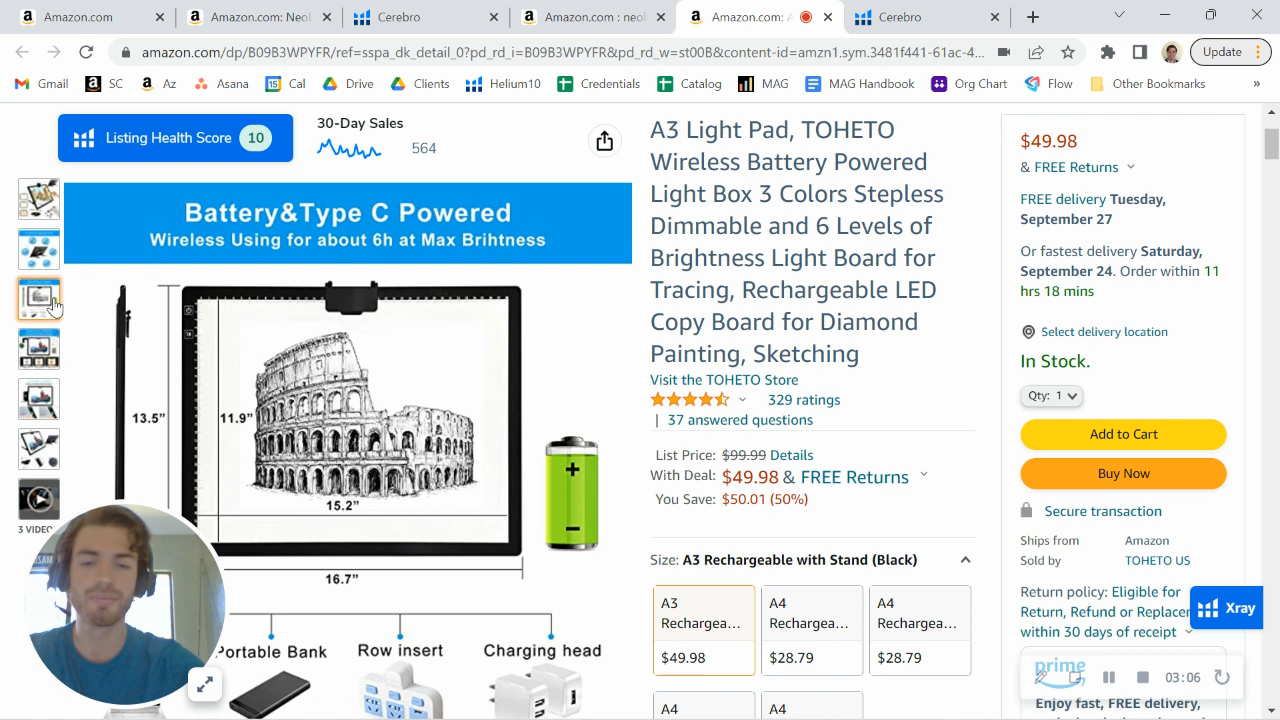 Amazon.com
Amazon.com: Neol
Cerebro
Amazon.com : neol
Amazon.com: A
Cerebro
amazon.com/dp/B09B3WPYFR/ref=sspa_dk_detail_0?pd_rd_i=B09B3WPYFR&pd_rd_w=st00B&content-id=amzn1.sym.3481f441-61ac-4...
Update
Gmail
SC
Az
Asana
15
Cal
Drive
Clients
Helium10
Credentials
Catalog
MAG
MAG Handbook
Org Chart
Flow
Other Bookmarks
»
Listing Health Score 10
30-Day Sales
564
Battery&Type C Powered
Wireless Using for about 6h at Max Brihtness
13.5”
11.9”
15.2”
16.7”
+
-
Portable Bank
Row insert
Charging head
3 VIDEO
A3 Light Pad, TOHETO
Wireless Battery Powered
Light Box 3 Colors Stepless
Dimmable and 6 Levels of
Brightness Light Board for
Tracing, Rechargeable LED
Copy Board for Diamond
Painting, Sketching
Visit the TOHETO Store
329 ratings
| 37 answered questions
List Price: $99.99 Details
With Deal: $49.98 & FREE Returns
You Save: $50.01 (50%)
Size: A3 Rechargeable with Stand (Black)
A3
Rechargea...
$49.98
A4
Rechargea...
$28.79
A4
Rechargea...
$28.79
A4
A4
$49.98
& FREE Returns
FREE delivery Tuesday,
September 27
Or fastest delivery Saturday,
September 24. Order within 11
hrs 18 mins
Select delivery location
In Stock.
Qty: 1
Add to Cart
Buy Now
Secure transaction
Ships from Amazon
Sold by TOHETO US
Return policy: Eligible for
Return, Refund or Replacer
within 30 days of receipt
Xray
prime
03:06
Enjoy fast, FREE delivery,